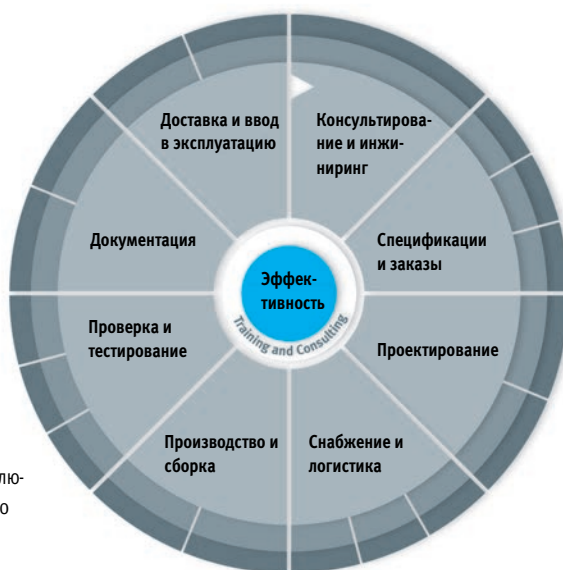 Доставка и ввод
в эксплуатацию
Консультирова-
ние и инжи-
ниринг
Документация
Спецификации
и заказы
Эффек-
тивность
Training and Consulting
Проверка и
тестирование
Проектирование
Производство и
сборка
Снабжение и
логистика
лю-
о